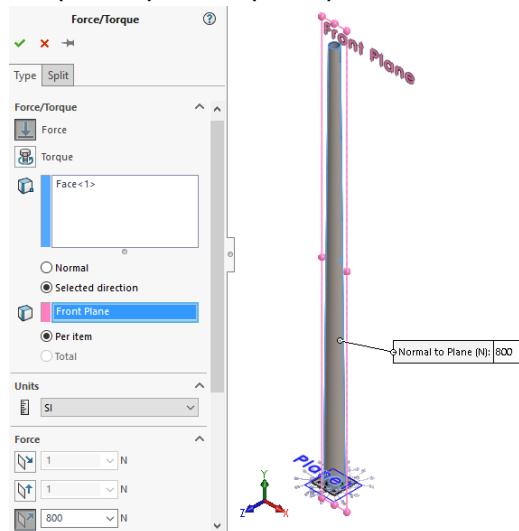 Force/Torque
Type Split
Force/Torque
Force
Torque
Face<1>
Normal
Selected direction
Front Plane
Per item
Total
Units
SI
Force
1 N
1 N
800 N
Front Plane
Normal to Plane (N): 800
Plane
Y
Z X